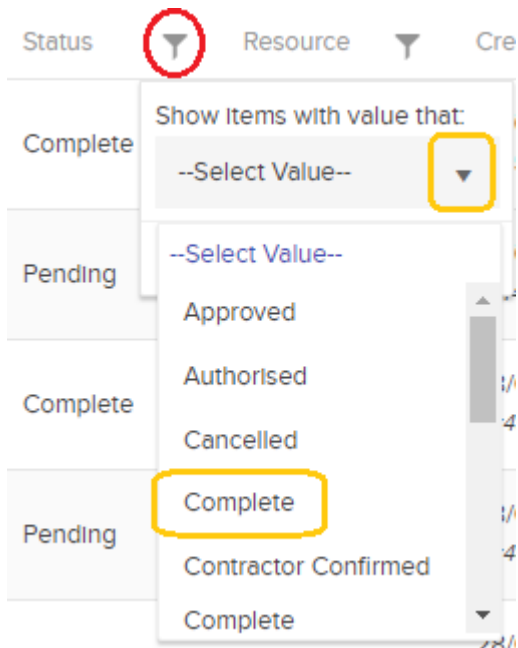 Status Resource Cre
Show items with value that:
Complete
--Select Value--
--Select Value--
Pending
Approved
Authorised
Complete
Cancelled
Complete
Pending
Contractor Confirmed
Complete